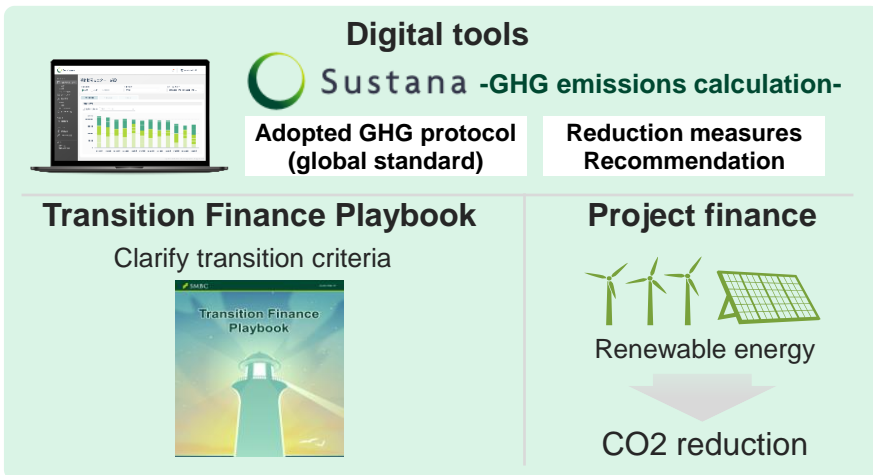 Digital tools
Sustana -GHG emissions calculation-
Adopted GHG protocol
(global standard)
Reduction measures
Recommendation
Transition Finance Playbook
Clarify transition criteria
SMBC
Transition Finance
Playbook
Project finance
Renewable energy
CO2 reduction